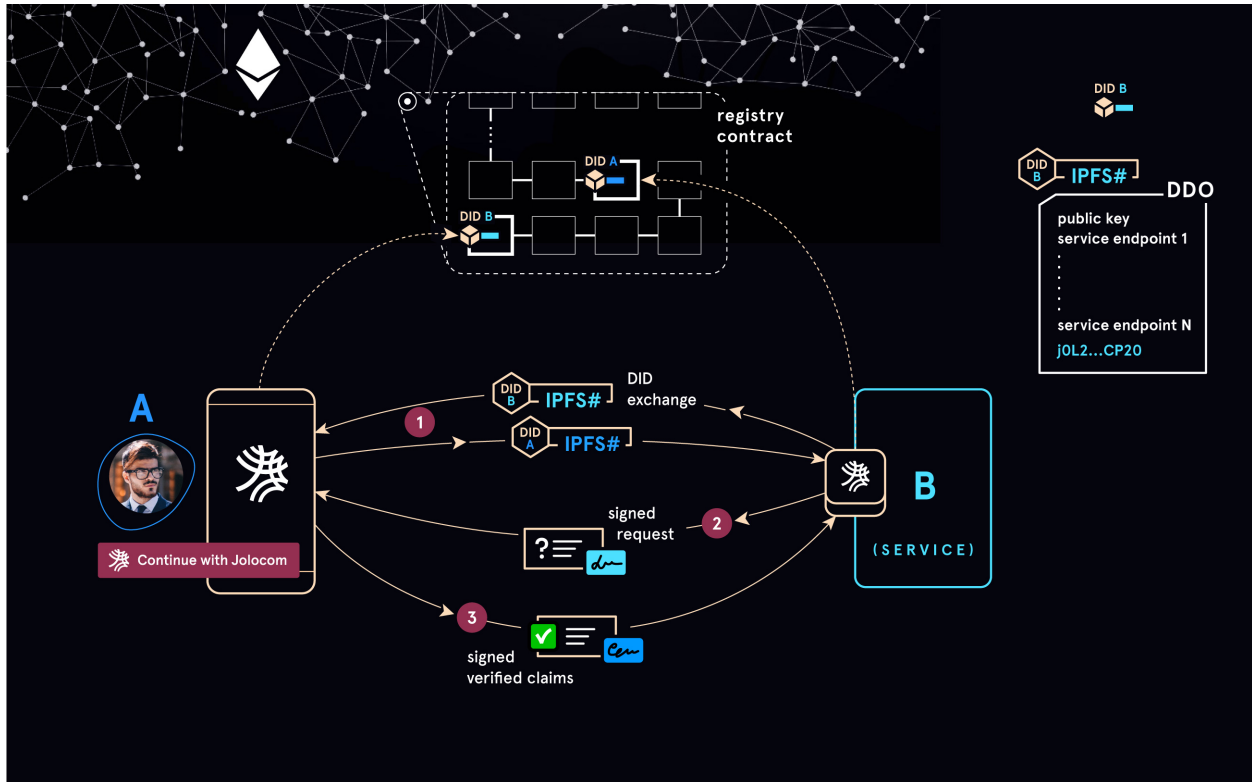 registry
contract
DID A
DID B
DID B
DID
B
IPFS#
DDO
public key
service endpoint 1
service endpoint N
j0L2...CP20
A
Continue with Jolocom
1
DID
B
IPFS#
DID
exchange
DID
A
IPFS#
signed
request
2
?
3
signed
verified claims
B
(SERVICE)